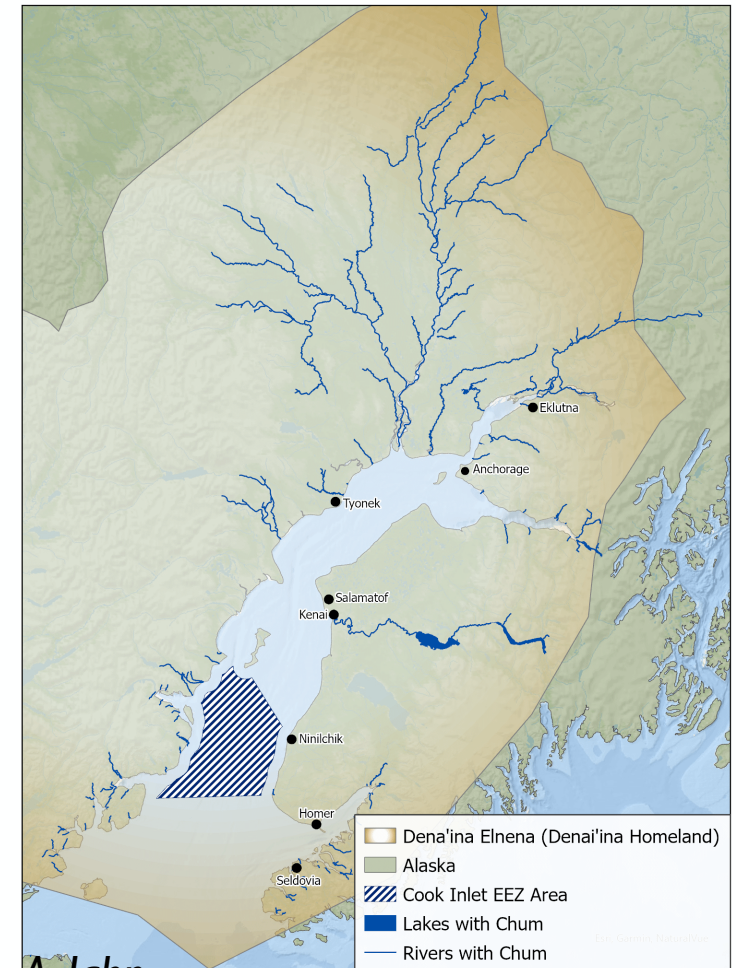 Eklutna
Anchorage
Tyonek
Salamatof
Kenai
Ninilchik
Homer
Seldovia
Dena'ina Elnena (Denai'ina Homeland)
Alaska
Cook Inlet EEZ Area
Lakes with Chum
Rivers with Chum